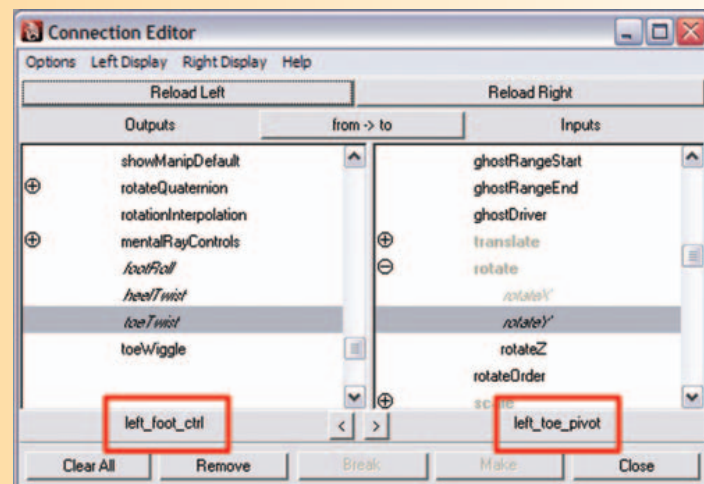 Connection Editor
Options Left Display Right Display Help
Reload Left Reload Right
Outputs from -> to Inputs
showManipDefault
rotateQuaternion
rotationInterpolation
mentalRayControls
footRoll
heelTwist
toeTwist
toeWiggle
ghostRangeStart
ghostRangeEnd
ghostDriver
translate
rotate
rotateX
rotateY
rotateZ
rotateOrder
scale
left_foot_ctrl < > left_toe_pivot
Clear All Remove Break Make Close